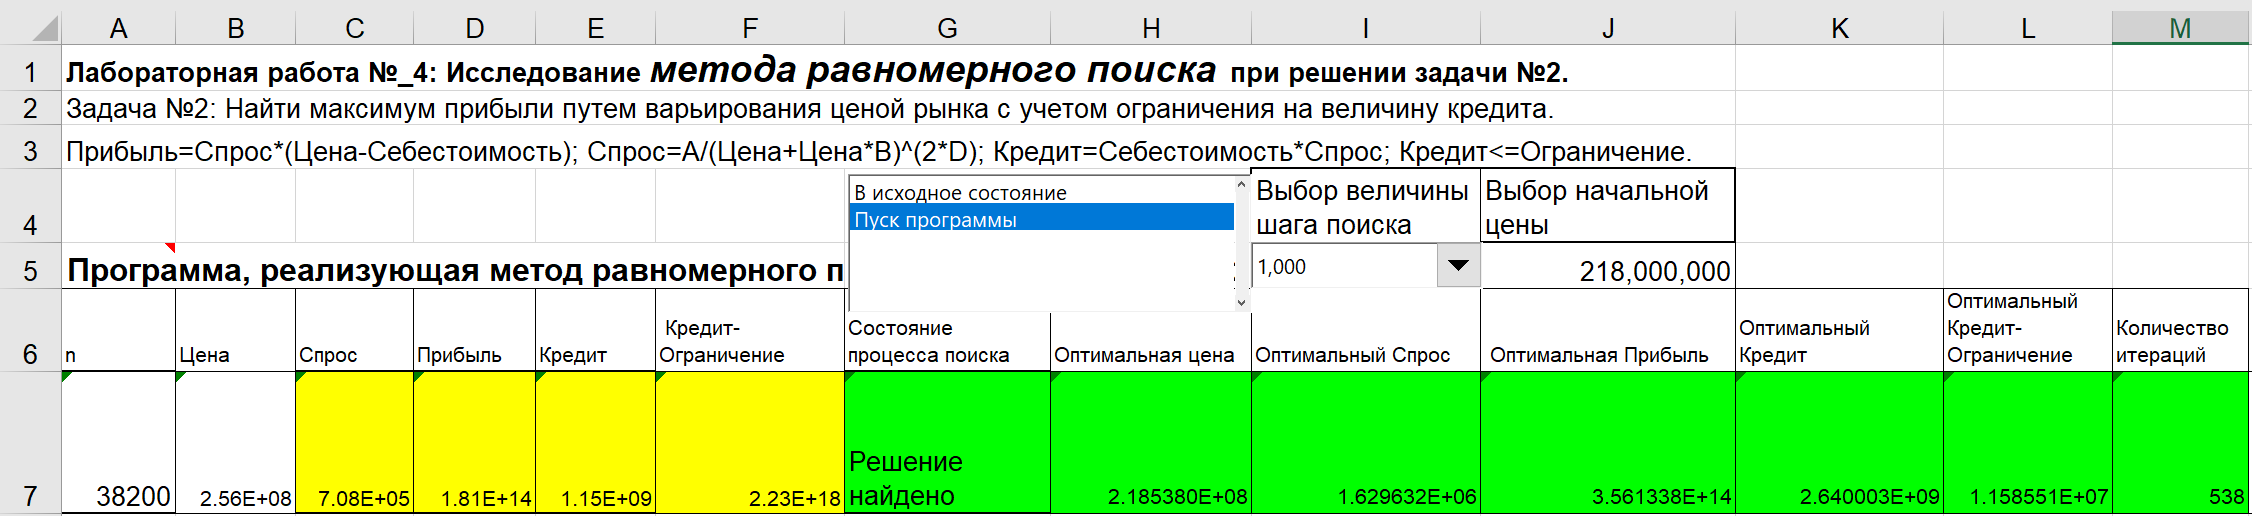 A B C D E F G H I J K L M
1 Лабораторная работа №_4: Исследование метода равномерного поиска при решении задачи №2.
2 Задача №2: Найти максимум прибыли путем варьирования ценой рынка с учетом ограничения на величину кредита.
3 Прибыль=Спрос*(Цена-Себестоимость); Спрос=A/(Цена+Цена*B)^(2*D); Кредит=Себестоимость*Спрос; Кредит<=Ограничение.
В исходное состояние
Пуск программы
4 Выбор величины шага поиска
Выбор начальной цены
5 Программа, реализующая метод равномерного п
1,000
218,000,000
6 n Цена Спрос Прибыль Кредит
Кредит-
Ограничение
Состояние
процесса поиска
Оптимальная цена Оптимальный Спрос Оптимальная Прибыль
Оптимальный
Кредит
Оптимальный
Кредит-
Ограничение
Количество
итераций
7 38200 2.56E+08 7.08E+05 1.81E+14 1.15E+09 2.23E+18
Решение
найдено
2.185380E+08 1.629632E+06 3.561338E+14 2.640003E+09 1.158551E+07 538